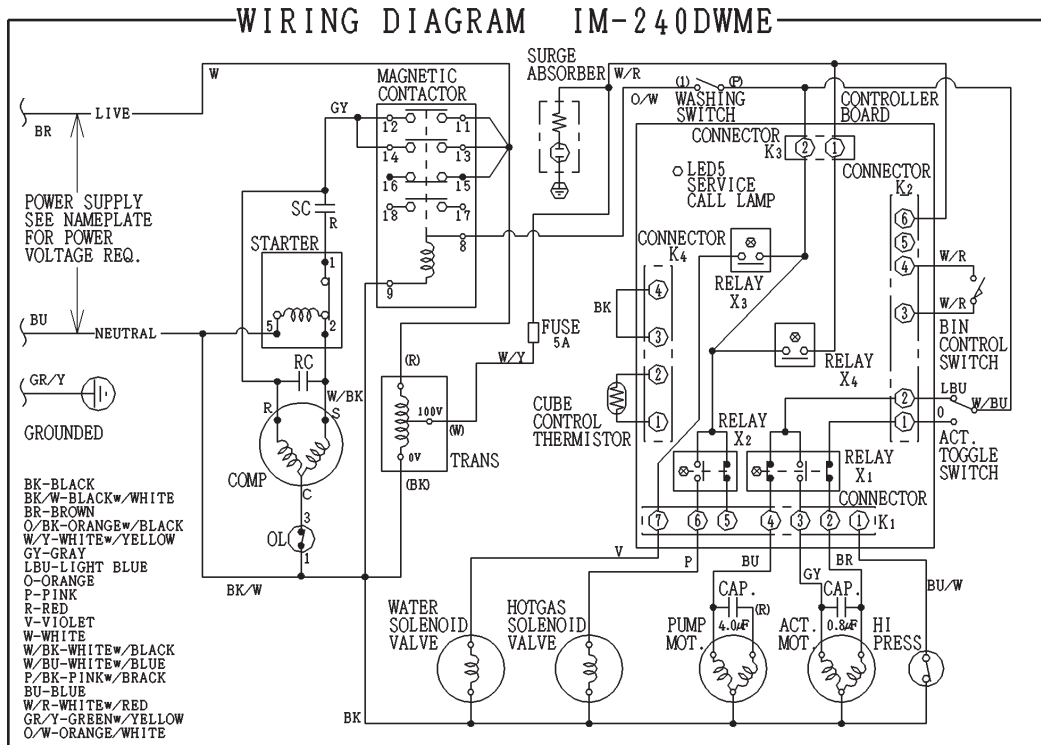 WIRING DIAGRAM IM-240DWME
W
LIVE
BR
POWER SUPPLY
SEE NAMEPLATE
FOR POWER
VOLTAGE REQ.
BU
NEUTRAL
GR/Y
GROUNDED
MAGNETIC
CONTACTOR
GY
12
11
14
13
16
15
18
17
8
9
SC
R
STARTER
1
5
2
RC
W/BK
R
S
COMP
C
3
OL
1
BK/W
(R)
100V
(W)
0V
TRANS
(BK)
W/Y
FUSE
5A
SURGE
ABSORBER
W/R
O/W
(1)
(P)
WASHING
SWITCH
CONTROLLER
BOARD
CONNECTOR
K3
2
1
LED5
SERVICE
CALL LAMP
CONNECTOR
K2
6
5
4
3
2
1
W/R
W/R
BIN
CONTROL
SWITCH
LBU
W/BU
O
ACT.
TOGGLE
SWITCH
CONNECTOR
K4
4
3
2
1
BK
CUBE
CONTROL
THERMISTOR
RELAY
X3
RELAY
X4
RELAY
X2
RELAY
X1
CONNECTOR
K1
7
6
5
4
3
2
1
V
P
BU
GY
BR
BU/W
WATER
SOLENOID
VALVE
HOTGAS
SOLENOID
VALVE
PUMP
MOT.
CAP.
4.0μF
(R)
ACT.
MOT.
CAP.
0.8μF
HI
PRESS
BK
BK-BLACK
BK/W-BLACKw/WHITE
BR-BROWN
O/BK-ORANGEw/BLACK
W/Y-WHITEw/YELLOW
GY-GRAY
LBU-LIGHT BLUE
O-ORANGE
P-PINK
R-RED
V-VIOLET
W-WHITE
W/BK-WHITEw/BLACK
W/BU-WHITEw/BLUE
P/BK-PINKw/BRACK
BU-BLUE
W/R-WHITEw/RED
GR/Y-GREENw/YELLOW
O/W-ORANGE/WHITE